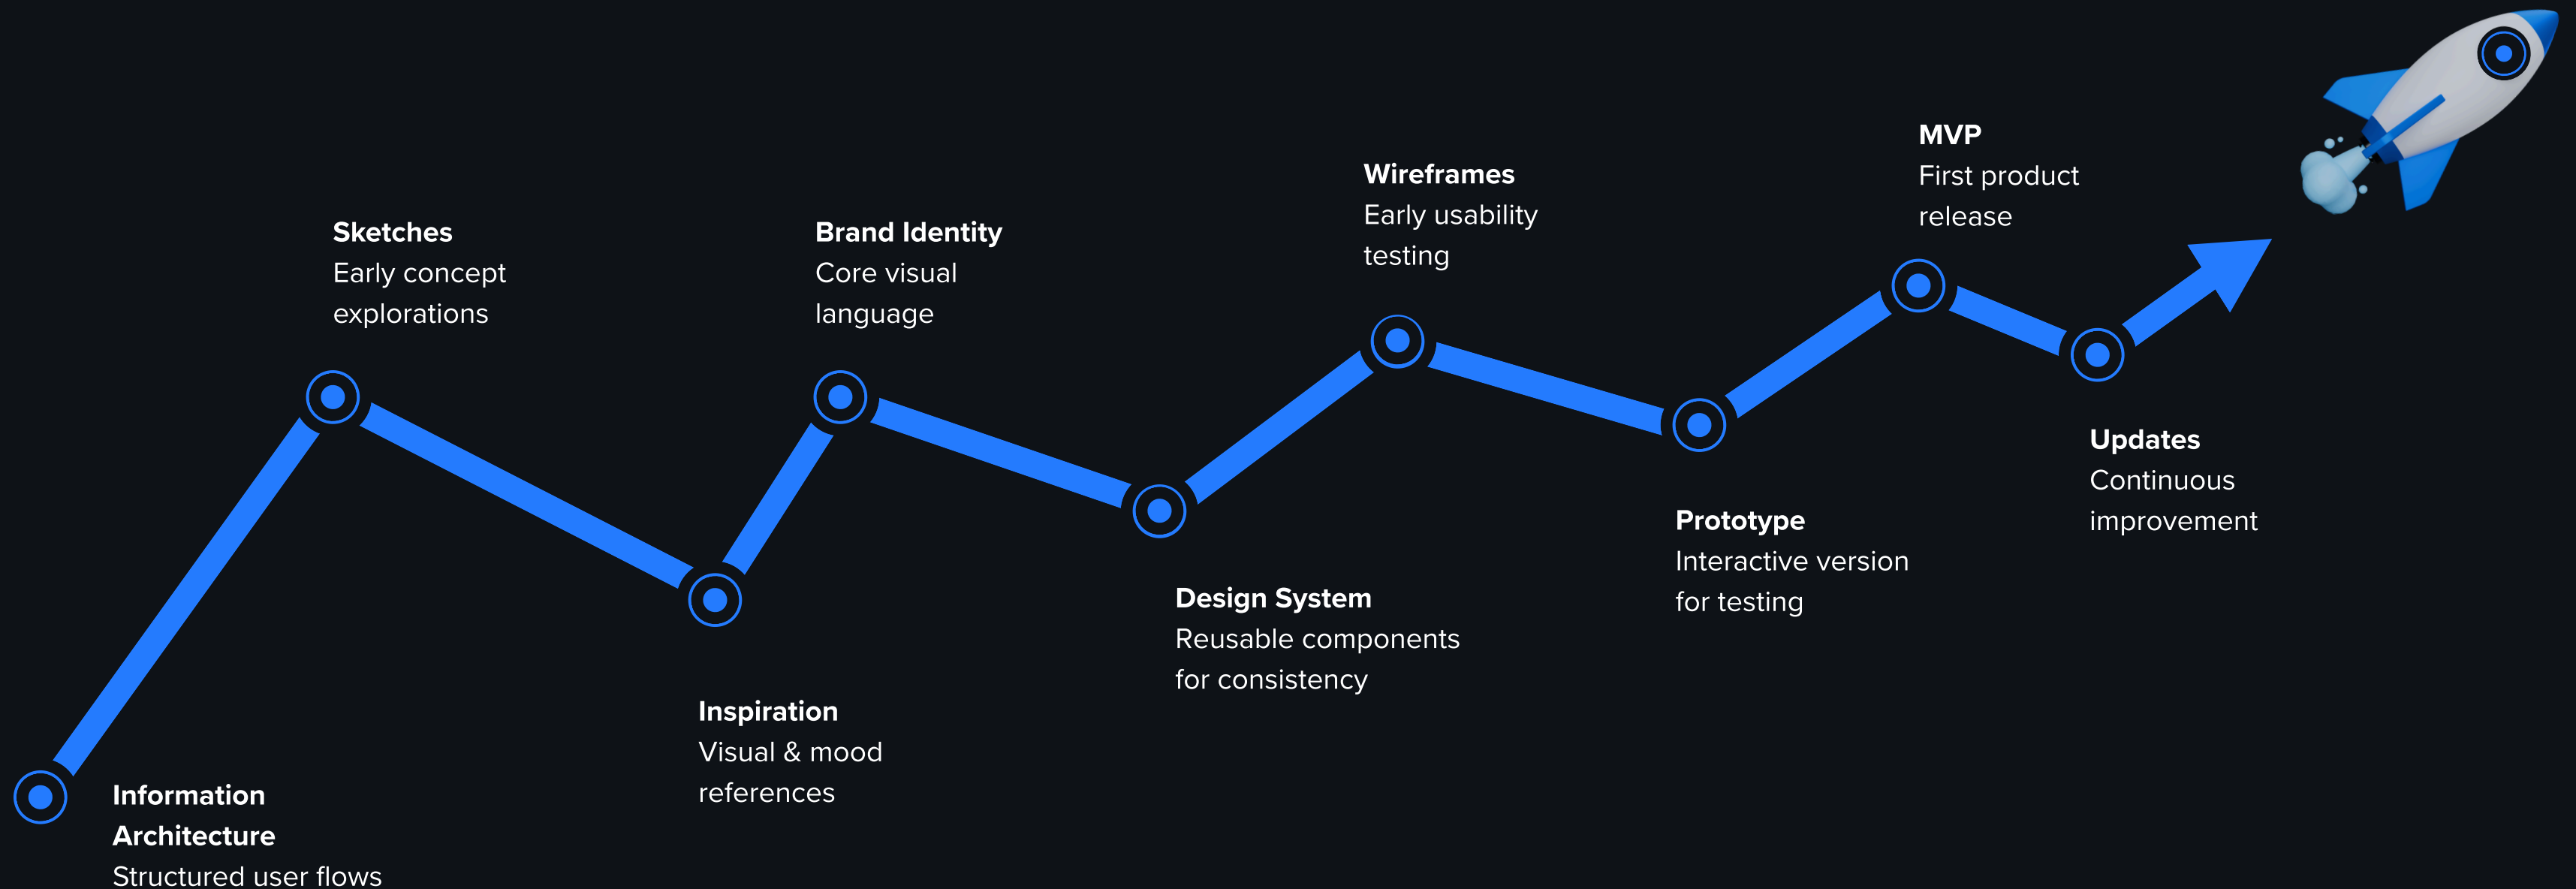 Information
Architecture
Structured user flows
Sketches
Early concept
explorations
Inspiration
Visual & mood
references
Brand Identity
Core visual
language
Design System
Reusable components
for consistency
Wireframes
Early usability
testing
Prototype
Interactive version
for testing
MVP
First product
release
Updates
Continuous
improvement